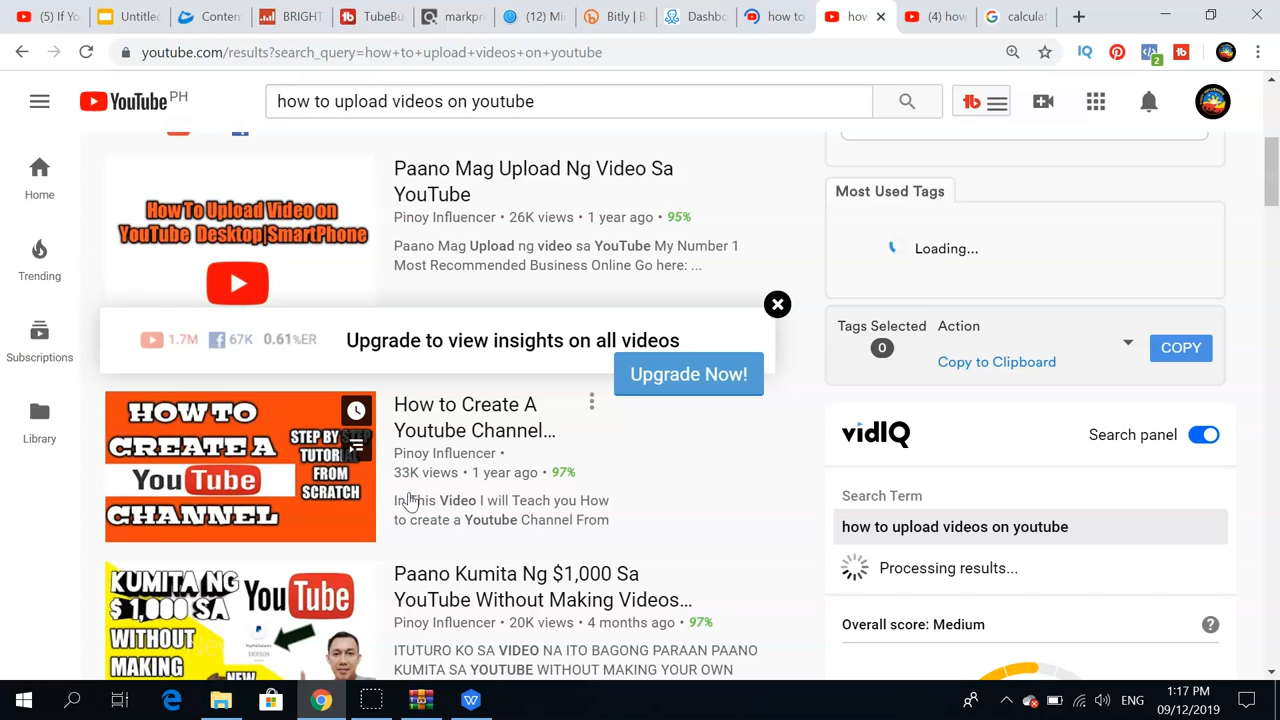 (5) If Yo
Untitle
Conten
BRIGHT
TubeBu
markpr
(12) Mi
Bitly | B
Dashb
how to
how
(4) how
calculat
youtube.com/results?search_query=how+to+upload+videos+on+youtube
IQ
2
tb
YouTube PH
how to upload videos on youtube
tb
Home
Trending
Subscriptions
Library
How To Upload Video on
YouTube Desktop|SmartPhone
Paano Mag Upload Ng Video Sa
YouTube
Pinoy Influencer • 26K views • 1 year ago • 95%
Paano Mag Upload ng video sa YouTube My Number 1
Most Recommended Business Online Go here: ...
1.7M 67K 0.61%ER
Upgrade to view insights on all videos
Upgrade Now!
HOW TO
CREATE A
YouTube
CHANNEL
STEP BY STEP
TUTORIAL
FROM
SCRATCH
How to Create A
Youtube Channel...
Pinoy Influencer •
33K views • 1 year ago • 97%
In this Video I will Teach you How
to create a Youtube Channel From
KUMITA NG
$1,000 SA
WITHOUT
MAKING
YouTube
NEW
Paano Kumita Ng $1,000 Sa
YouTube Without Making Videos...
Pinoy Influencer • 20K views • 4 months ago • 97%
ITUTURO KO SA VIDEO NA ITO BAGONG PARAAN PAANO
KUMITA SA YOUTUBE WITHOUT MAKING YOUR OWN
Most Used Tags
Loading...
Tags Selected
0
Action
Copy to Clipboard
COPY
vidIQ
Search panel
Search Term
how to upload videos on youtube
Processing results...
Overall score: Medium
?
ENG
1:17 PM
09/12/2019